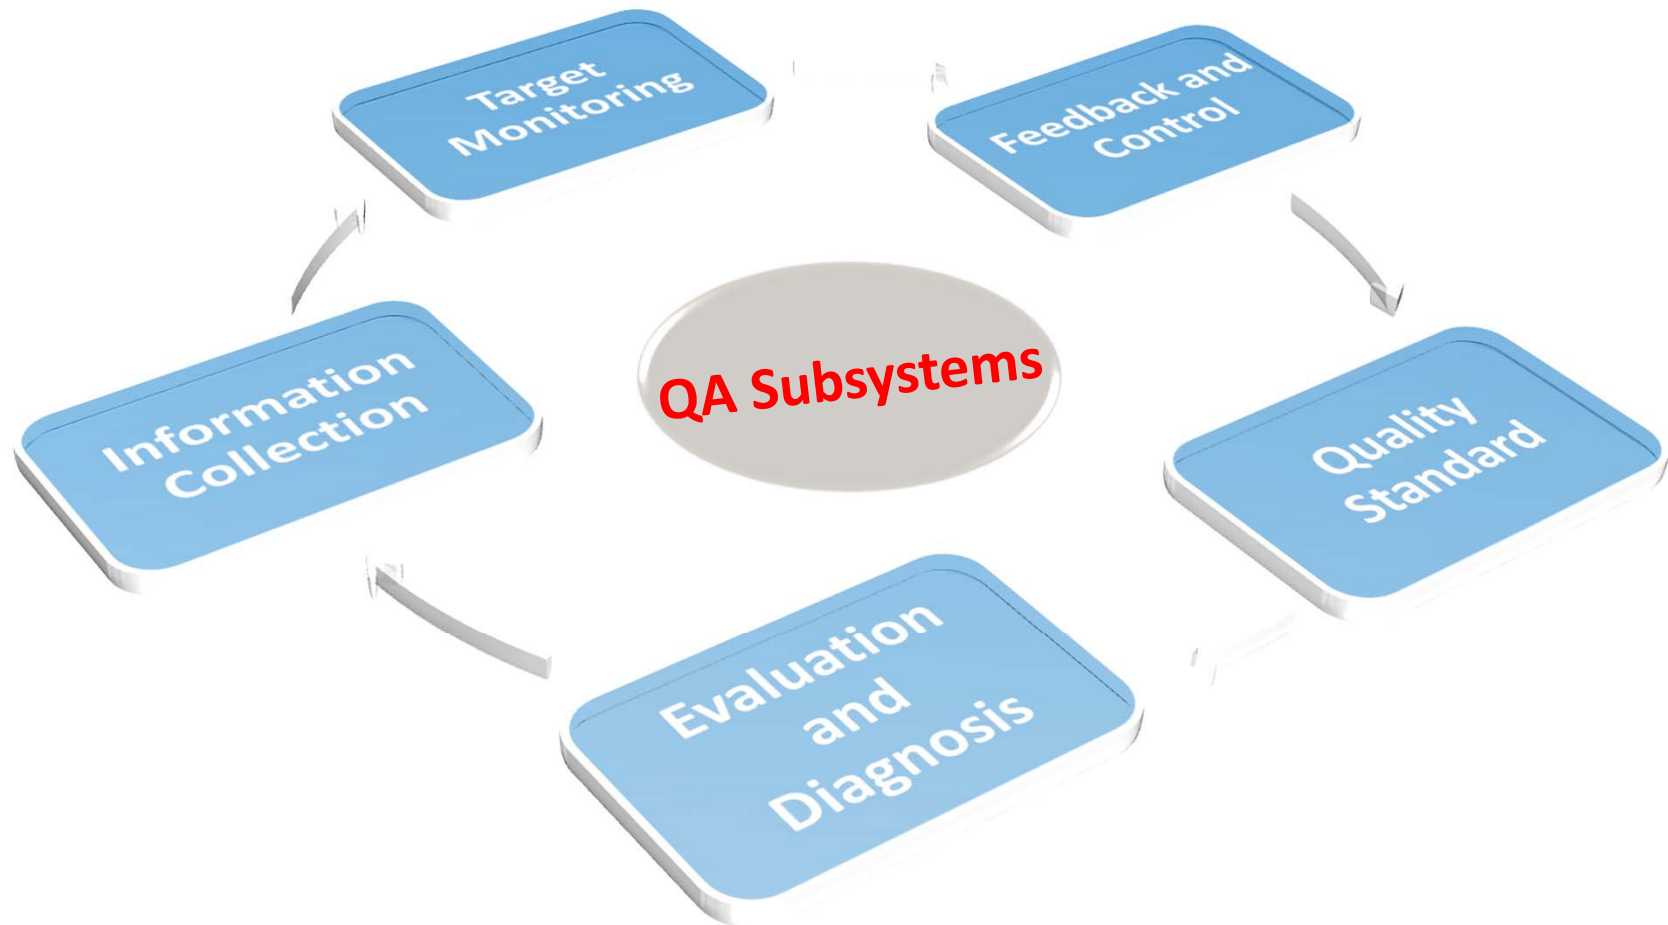 Target
Monitoring
Feedback and
Control
Information
Collection
QA Subsystems
Quality
Standard
Evaluation
and
Diagnosis